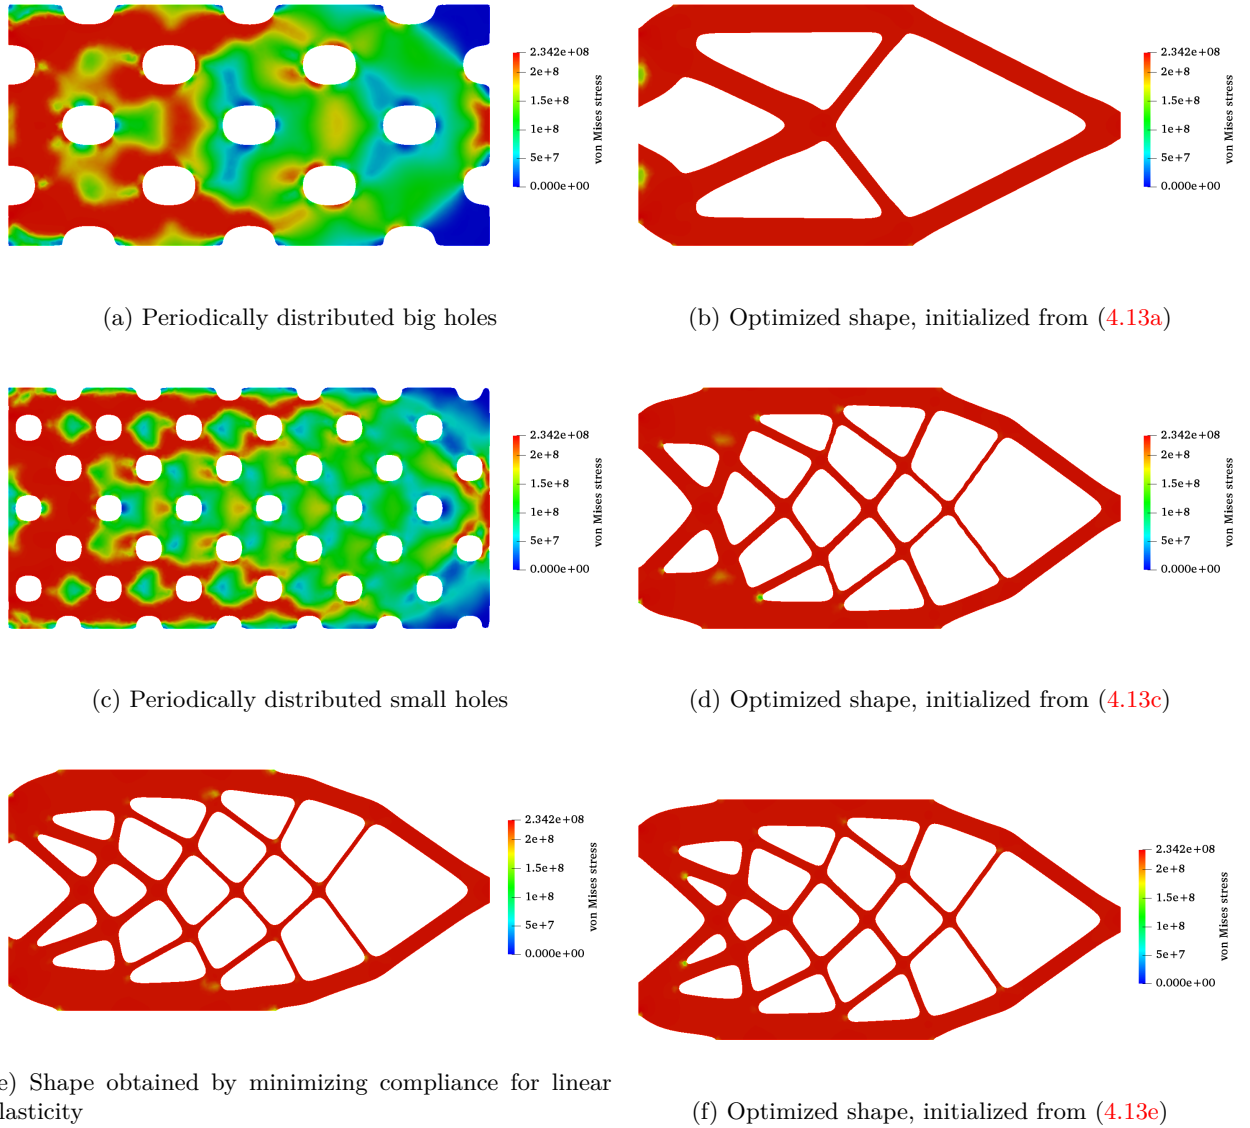 2.342e+08
2e+8
1.5e+8
1e+8
5e+7
0.000e+00
von Mises stress
2.342e+08
2e+8
1.5e+8
1e+8
5e+7
0.000e+00
von Mises stress
(a) Periodically distributed big holes
(b) Optimized shape, initialized from (4.13a)
2.342e+08
2e+8
1.5e+8
1e+8
5e+7
0.000e+00
von Mises stress
2.342e+08
2e+8
1.5e+8
1e+8
5e+7
0.000e+00
von Mises stress
(c) Periodically distributed small holes
(d) Optimized shape, initialized from (4.13c)
2.342e+08
2e+8
1.5e+8
1e+8
5e+7
0.000e+00
von Mises stress
2.342e+08
2e+8
1.5e+8
1e+8
5e+7
0.000e+00
von Mises stress
e) Shape obtained by minimizing compliance for linear
lasticity
(f) Optimized shape, initialized from (4.13e)